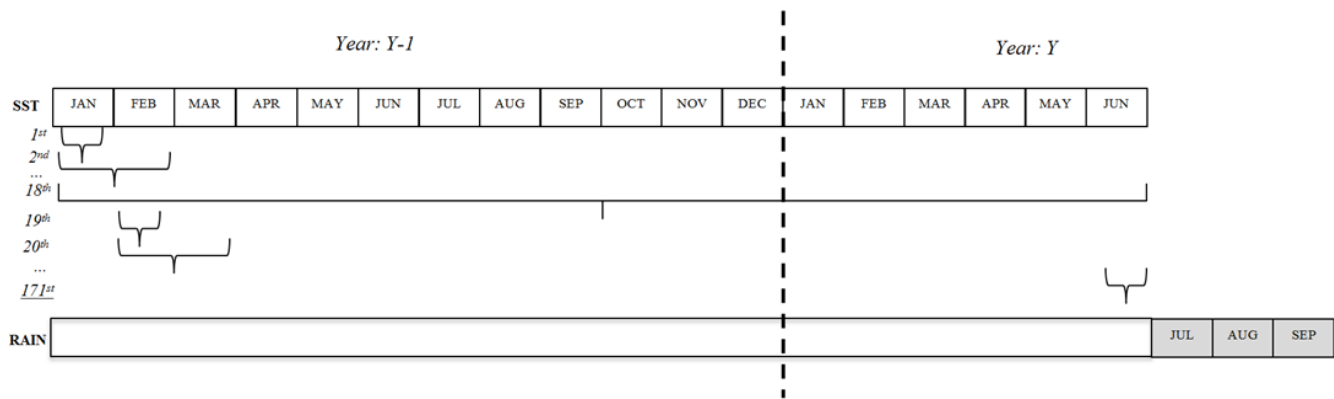 Year: Y-1
Year: Y
SST JAN FEB MAR APR MAY JUN JUL AUG SEP OCT NOV DEC JAN FEB MAR APR MAY JUN
1st
2nd
...
18th
19th
20th
...
171st
RAIN JUL AUG SEP